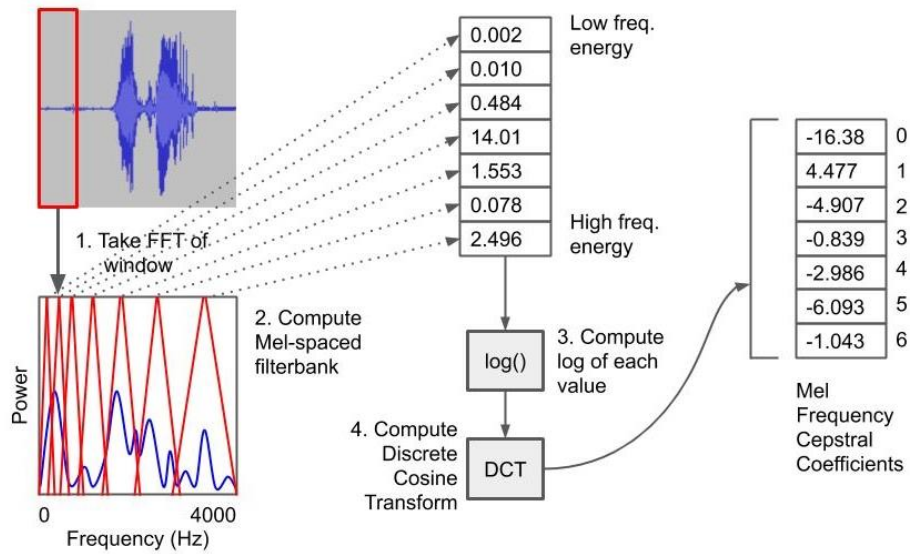 0.002
0.010
0.484
14.01
1.553
0.078
2.496
Low freq.
energy
High freq.
energy
1. Take FFT of
window
2. Compute
Mel-spaced
filterbank
Power
0
4000
Frequency (Hz)
log()
3. Compute
log of each
value
4. Compute
Discrete
Cosine
Transform
DCT
-16.38 0
4.477 1
-4.907 2
-0.839 3
-2.986 4
-6.093 5
-1.043 6
Mel
Frequency
Cepstral
Coefficients